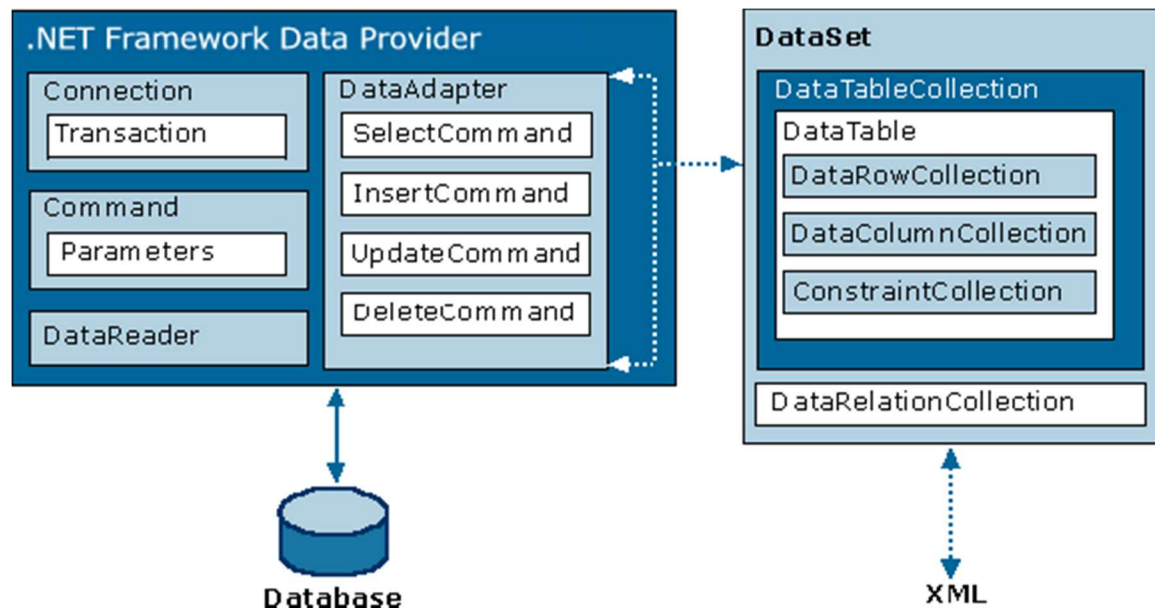 .NET Framework Data Provider
Connection
Transaction
Command
Parameters
DataReader
DataAdapter
SelectCommand
InsertCommand
UpdateCommand
DeleteCommand
Database
DataSet
DataTableCollection
DataTable
DataRowCollection
DataColumnCollection
ConstraintCollection
DataRelationCollection
XML